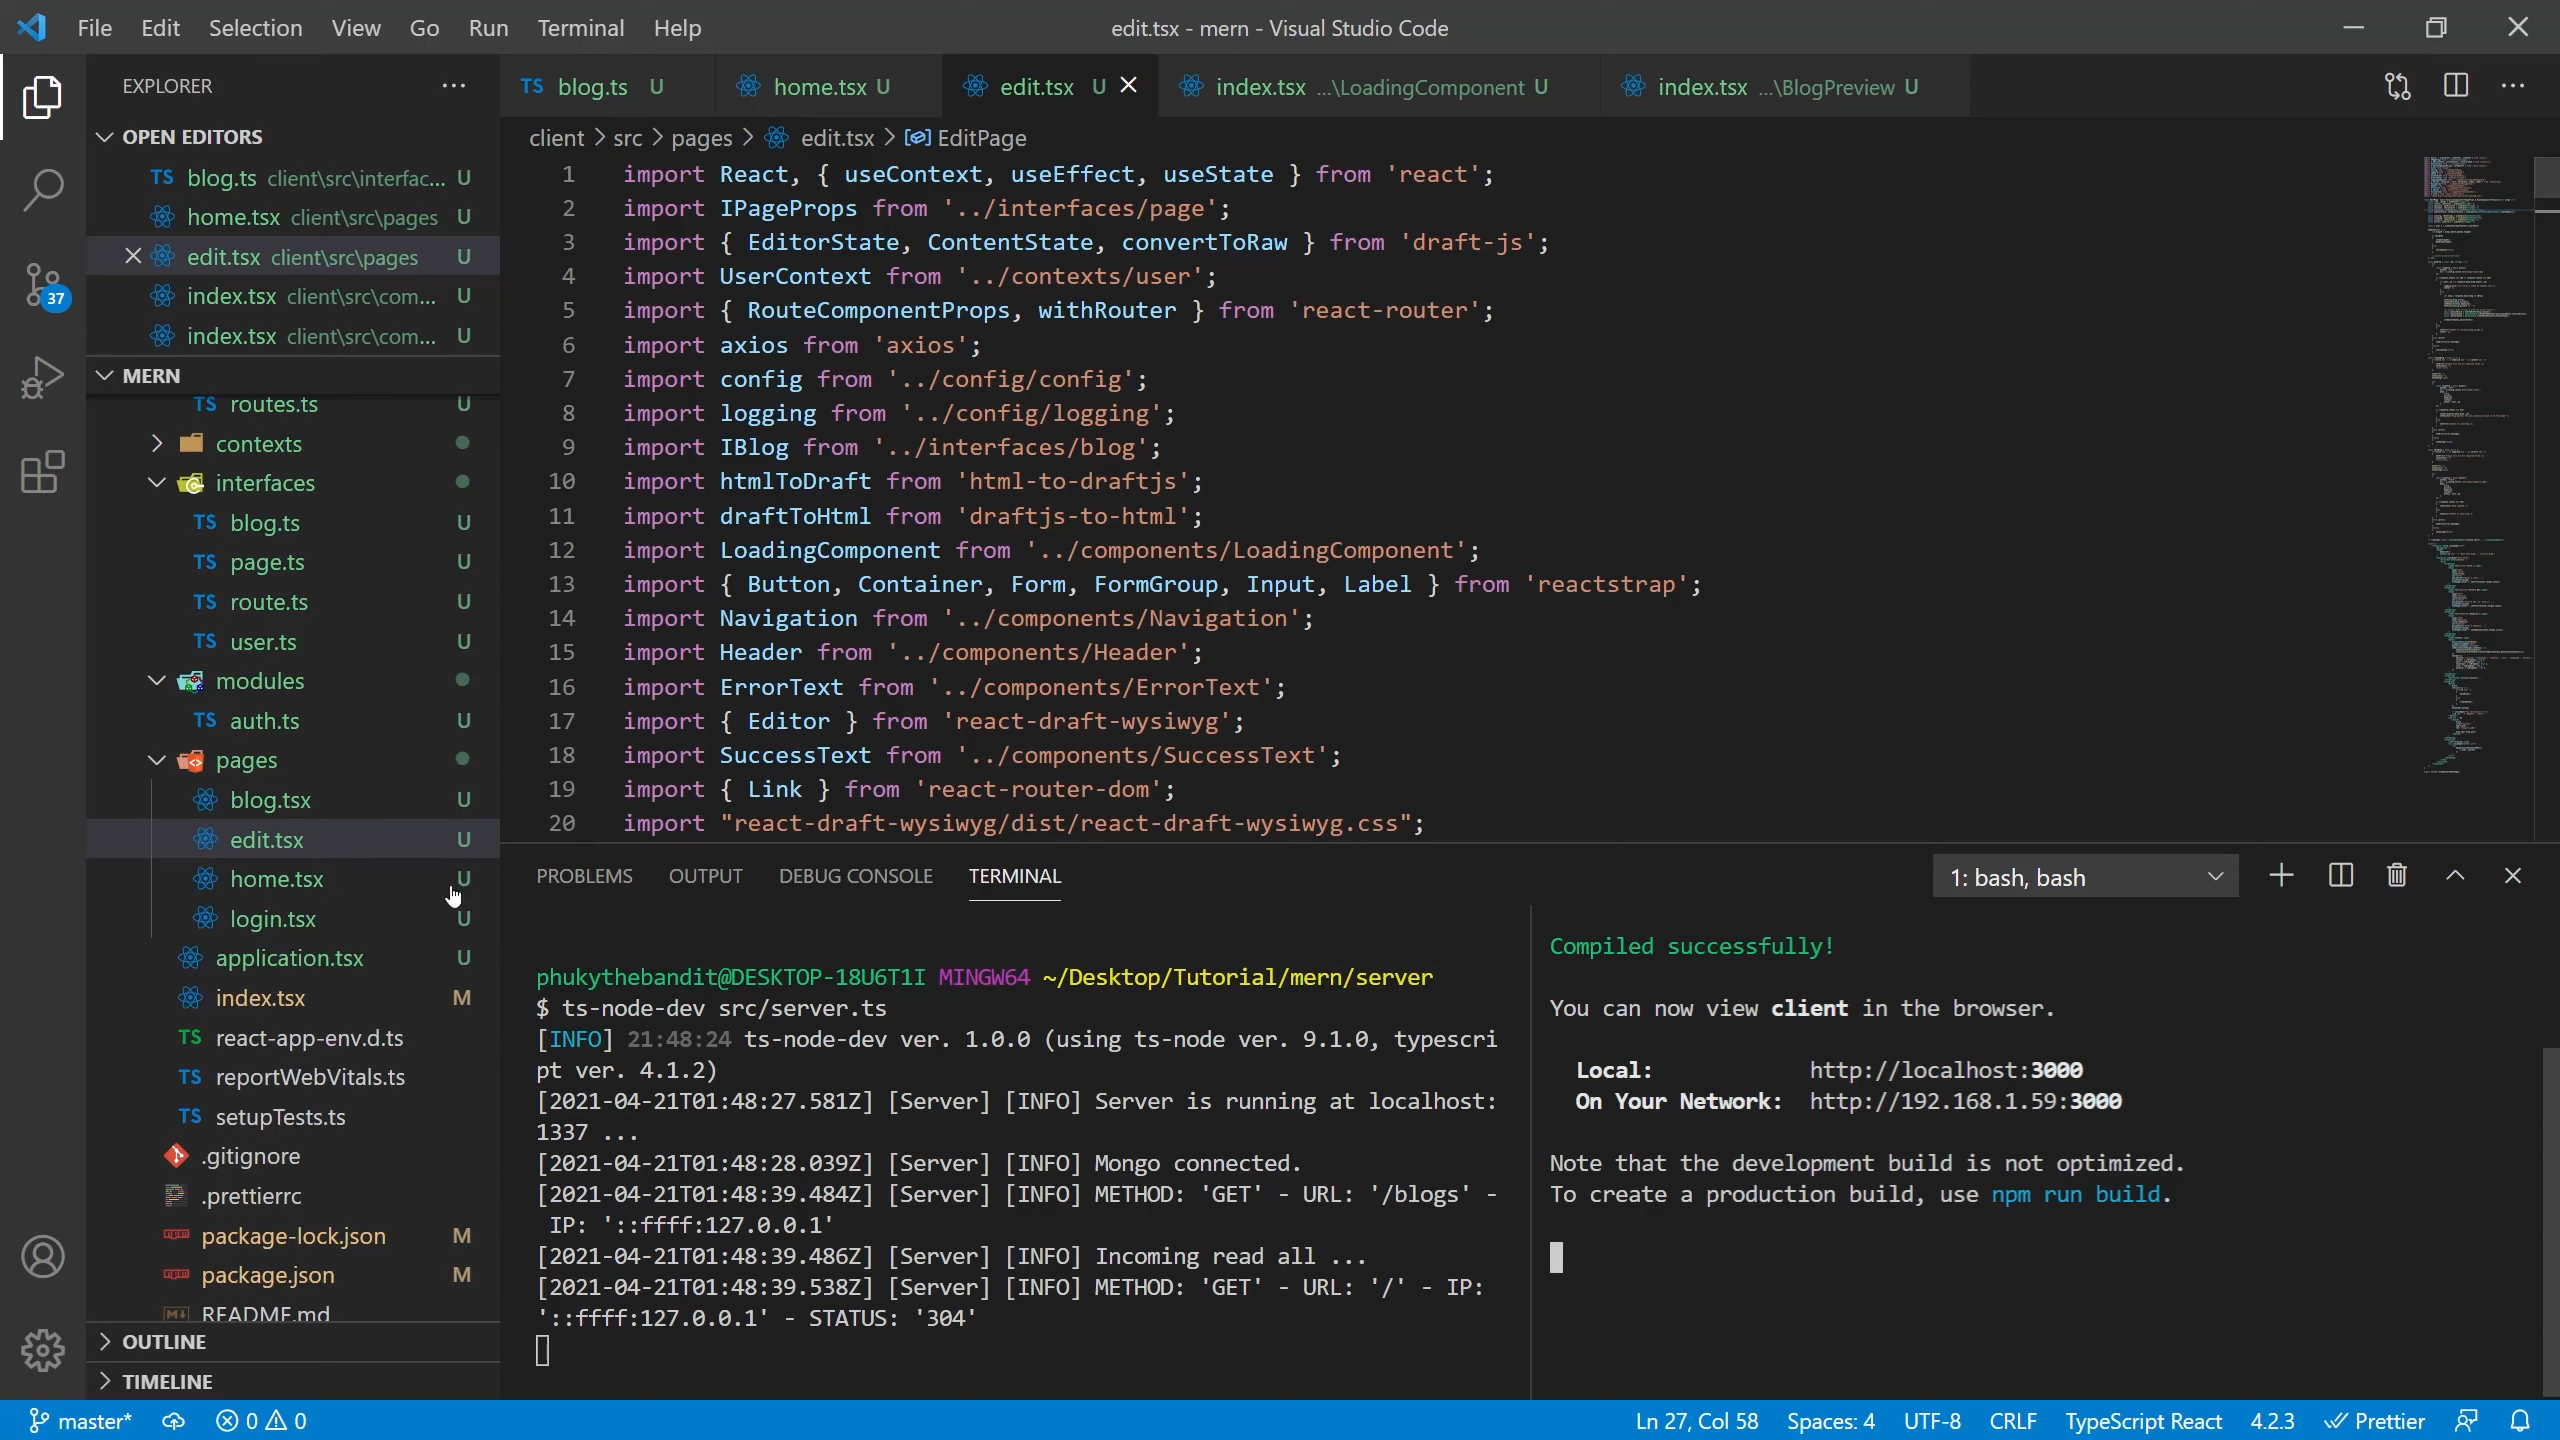 File Edit Selection View Go Run Terminal Help
edit.tsx - mern - Visual Studio Code
EXPLORER
OPEN EDITORS
TS blog.ts client\src\interfac... U
home.tsx client\src\pages U
edit.tsx client\src\pages U
index.tsx client\src\com... U
index.tsx client\src\com... U
37
MERN
TS routes.ts U
contexts
interfaces
TS blog.ts U
TS page.ts U
TS route.ts U
TS user.ts U
modules
TS auth.ts U
pages
blog.tsx U
edit.tsx U
home.tsx U
login.tsx U
application.tsx U
index.tsx M
TS react-app-env.d.ts
TS reportWebVitals.ts
TS setupTests.ts
.gitignore
.prettierrc
package-lock.json M
package.json M
README.md
OUTLINE
TIMELINE
TS blog.ts U
home.tsx U
edit.tsx U
index.tsx ...\LoadingComponent U
index.tsx ...\BlogPreview U
client > src > pages > edit.tsx > EditPage
1 import React, { useContext, useEffect, useState } from 'react';
2 import IPageProps from '../interfaces/page';
3 import { EditorState, ContentState, convertToRaw } from 'draft-js';
4 import UserContext from '../contexts/user';
5 import { RouteComponentProps, withRouter } from 'react-router';
6 import axios from 'axios';
7 import config from '../config/config';
8 import logging from '../config/logging';
9 import IBlog from '../interfaces/blog';
10 import htmlToDraft from 'html-to-draftjs';
11 import draftToHtml from 'draftjs-to-html';
12 import LoadingComponent from '../components/LoadingComponent';
13 import { Button, Container, Form, FormGroup, Input, Label } from 'reactstrap';
14 import Navigation from '../components/Navigation';
15 import Header from '../components/Header';
16 import ErrorText from '../components/ErrorText';
17 import { Editor } from 'react-draft-wysiwyg';
18 import SuccessText from '../components/SuccessText';
19 import { Link } from 'react-router-dom';
20 import "react-draft-wysiwyg/dist/react-draft-wysiwyg.css";
PROBLEMS OUTPUT DEBUG CONSOLE TERMINAL
1: bash, bash
phukythebandit@DESKTOP-18U6T1I MINGW64 ~/Desktop/Tutorial/mern/server
$ ts-node-dev src/server.ts
[INFO] 21:48:24 ts-node-dev ver. 1.0.0 (using ts-node ver. 9.1.0, typescri
pt ver. 4.1.2)
[2021-04-21T01:48:27.581Z] [Server] [INFO] Server is running at localhost:
1337 ...
[2021-04-21T01:48:28.039Z] [Server] [INFO] Mongo connected.
[2021-04-21T01:48:39.484Z] [Server] [INFO] METHOD: 'GET' - URL: '/blogs' -
IP: '::ffff:127.0.0.1'
[2021-04-21T01:48:39.486Z] [Server] [INFO] Incoming read all ...
[2021-04-21T01:48:39.538Z] [Server] [INFO] METHOD: 'GET' - URL: '/' - IP:
'::ffff:127.0.0.1' - STATUS: '304'
Compiled successfully!
You can now view client in the browser.
Local: http://localhost:3000
On Your Network: http://192.168.1.59:3000
Note that the development build is not optimized.
To create a production build, use npm run build.
master* 0 0
Ln 27, Col 58 Spaces: 4 UTF-8 CRLF TypeScript React 4.2.3 Prettier